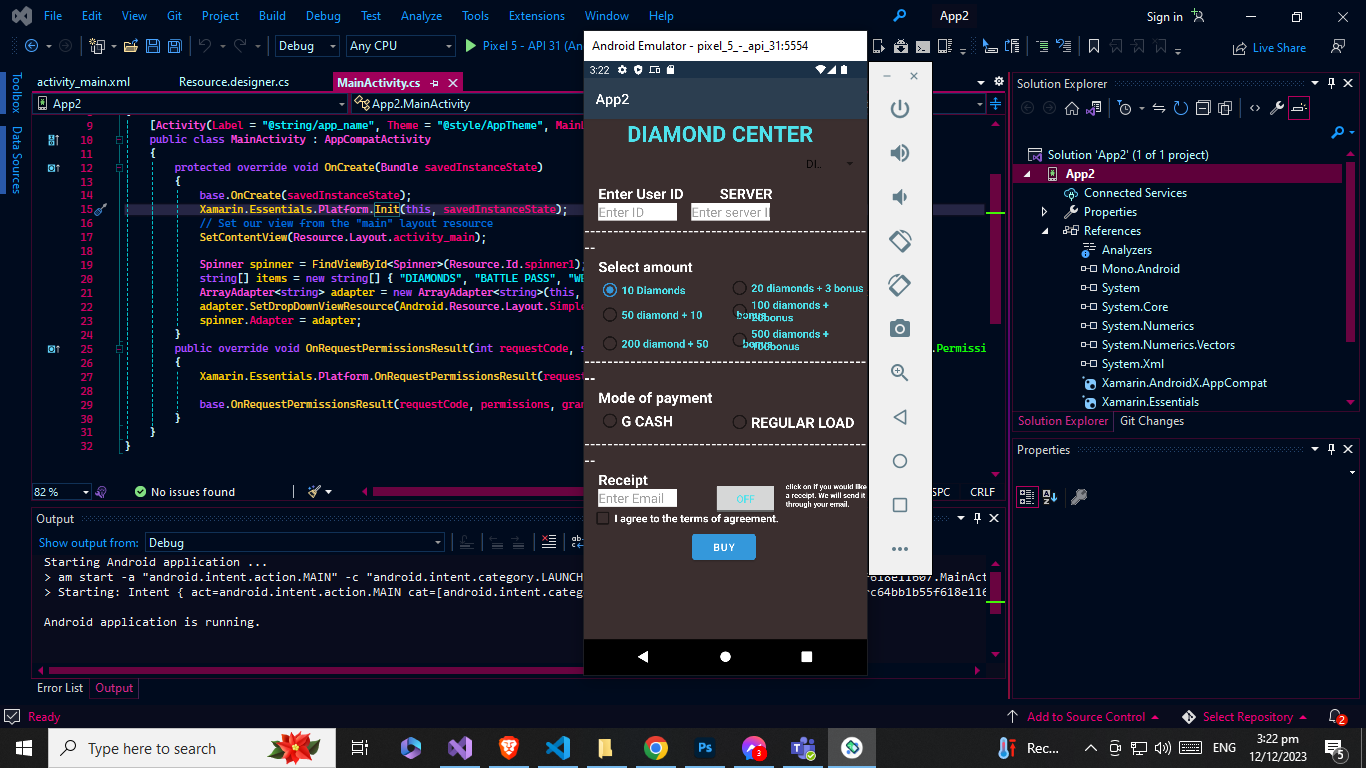 File Edit View Git Project Build Debug Test Analyze Tools Extensions Window Help App2 Sign in
Debug Any CPU Pixel 5 - API 31 (An Live Share
Android Emulator - pixel_5_-_api_31:5554
Toolbox
Data Sources
activity_main.xml Resource.designer.cs MainActivity.cs
App2 App2.MainActivity
9 [Activity(Label = "@string/app_name", Theme = "@style/AppTheme", Main
10 public class MainActivity : AppCompatActivity
11 {
12 protected override void OnCreate(Bundle savedInstanceState)
13 {
14 base.OnCreate(savedInstanceState);
15 Xamarin.Essentials.Platform.Init(this, savedInstanceState);
16 // Set our view from the "main" layout resource
17 SetContentView(Resource.Layout.activity_main);
18
19 Spinner spinner = FindViewById<Spinner>(Resource.Id.spinner1);
20 string[] items = new string[] { "DIAMONDS", "BATTLE PASS", "WE
21 ArrayAdapter<string> adapter = new ArrayAdapter<string>(this,
22 adapter.SetDropDownViewResource(Android.Resource.Layout.Simple
23 spinner.Adapter = adapter;
24 }
25 public override void OnRequestPermissionsResult(int requestCode, s .Permissi
26 {
27 Xamarin.Essentials.Platform.OnRequestPermissionsResult(reques
28
29 base.OnRequestPermissionsResult(requestCode, permissions, gran
30 }
31 }
32 }
82 % No issues found SPC CRLF
Output
Show output from: Debug
Starting Android application ...
> am start -a "android.intent.action.MAIN" -c "android.intent.category.LAUNCH f618e11607.MainAct
> Starting: Intent { act=android.intent.action.MAIN cat=[android.intent.categ rc64bb1b55f618e116
Android application is running.
Error List Output
Ready
3:22
App2
DIAMOND CENTER
DI..
Enter User ID SERVER
Enter ID Enter server I
--
Select amount
10 Diamonds 20 diamonds + 3 bonus
50 diamond + 10 bonus 100 diamonds +
200 diamond + 50 bonus 500 diamonds +
--
Mode of payment
G CASH REGULAR LOAD
--
Receipt
Enter Email OFF
click on if you would like
a receipt. We will send it
through your email.
I agree to the terms of agreement.
BUY
Solution Explorer
Solution 'App2' (1 of 1 project)
App2
Connected Services
Properties
References
Analyzers
Mono.Android
System
System.Core
System.Numerics
System.Numerics.Vectors
System.Xml
Xamarin.AndroidX.AppCompat
Xamarin.Essentials
Solution Explorer Git Changes
Properties
Add to Source Control Select Repository 2
Type here to search
Ps
3
Rec...
ENG
3:22 pm
12/12/2023
5